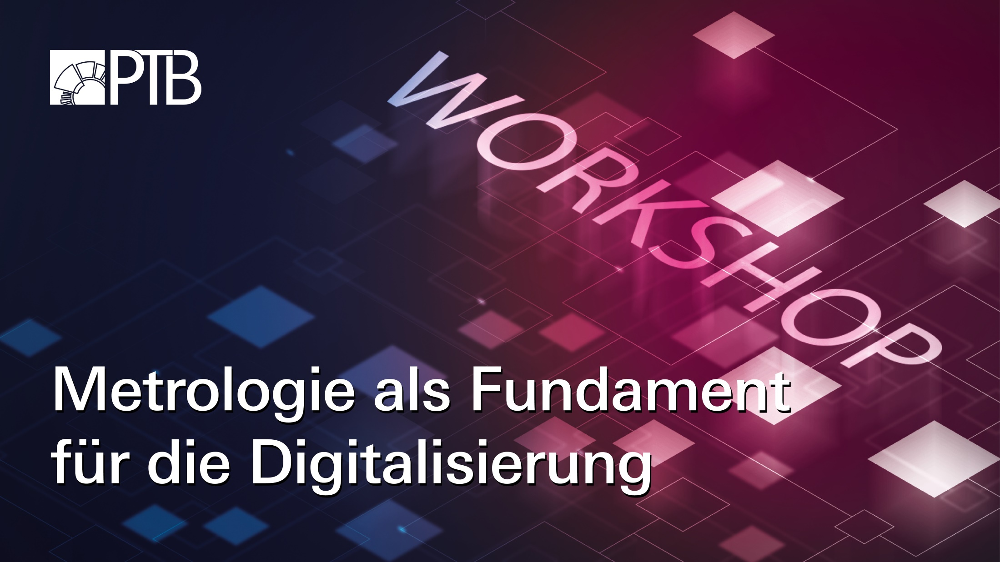 PTB
WORKSHOP
Metrologie als Fundament
für die Digitalisierung